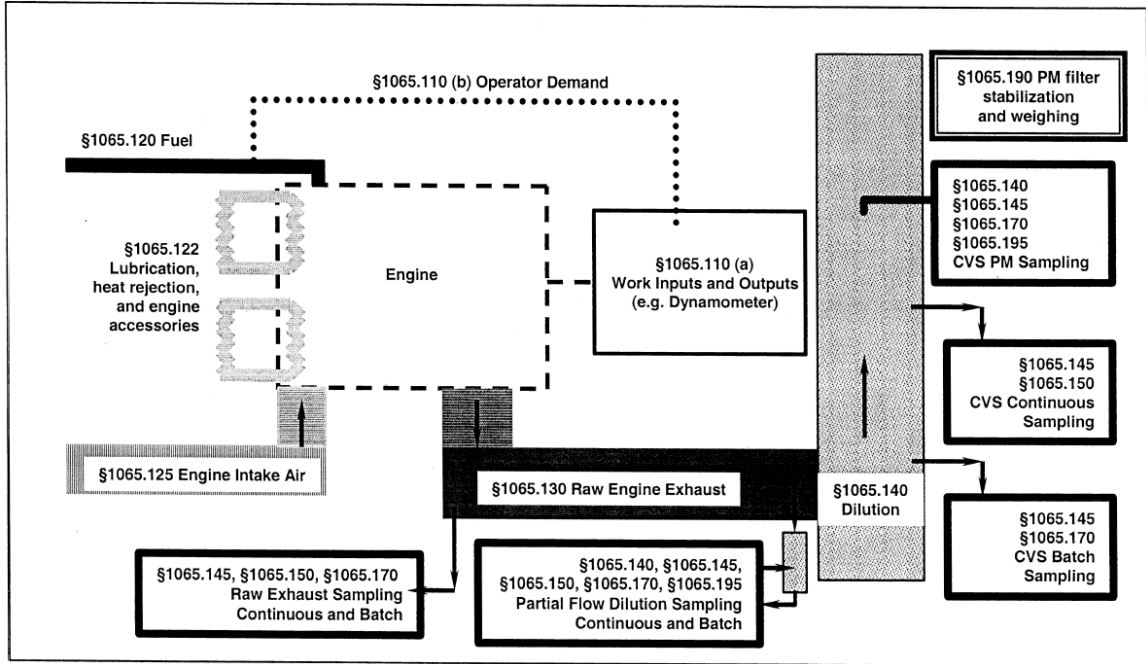 §1065.110 (b) Operator Demand
§1065.190 PM filter
stabilization
and weighing
§1065.120 Fuel
§1065.140
§1065.145
§1065.170
§1065.195
CVS PM Sampling
§1065.122
Lubrication,
heat rejection,
and engine
accessories
Engine
§1065.110 (a)
Work Inputs and Outputs
(e.g. Dynamometer)
§1065.145
§1065.150
CVS Continuous
Sampling
§1065.125 Engine Intake Air
§1065.130 Raw Engine Exhaust
§1065.140
Dilution
§1065.145
§1065.170
CVS Batch
Sampling
§1065.145, §1065.150, §1065.170
Raw Exhaust Sampling
Continuous and Batch
§1065.140, §1065.145,
§1065.150, §1065.170, §1065.195
Partial Flow Dilution Sampling
Continuous and Batch